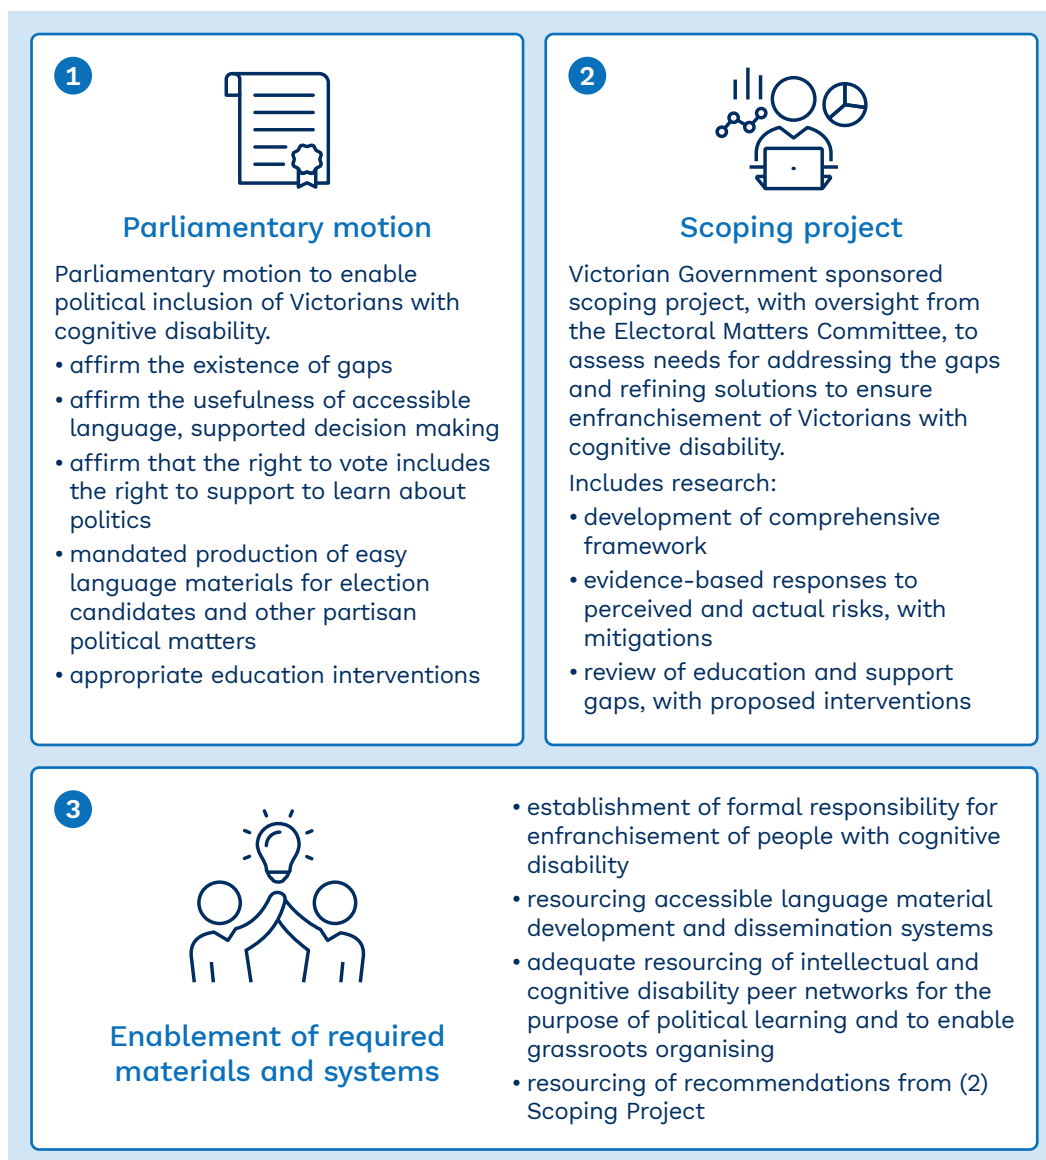 1
Parliamentary motion
Parliamentary motion to enable
political inclusion of Victorians with
cognitive disability.
• affirm the existence of gaps
• affirm the usefulness of accessible
language, supported decision making
• affirm that the right to vote includes
the right to support to learn about
politics
• mandated production of easy
language materials for election
candidates and other partisan
political matters
• appropriate education interventions
2
Scoping project
Victorian Government sponsored
scoping project, with oversight from
the Electoral Matters Committee, to
assess needs for addressing the gaps
and refining solutions to ensure
enfranchisement of Victorians with
cognitive disability.
Includes research:
• development of comprehensive
framework
• evidence-based responses to
perceived and actual risks, with
mitigations
• review of education and support
gaps, with proposed interventions
3
Enablement of required
materials and systems
• establishment of formal responsibility for
enfranchisement of people with cognitive
disability
• resourcing accessible language material
development and dissemination systems
• adequate resourcing of intellectual and
cognitive disability peer networks for the
purpose of political learning and to enable
grassroots organising
• resourcing of recommendations from (2)
Scoping Project